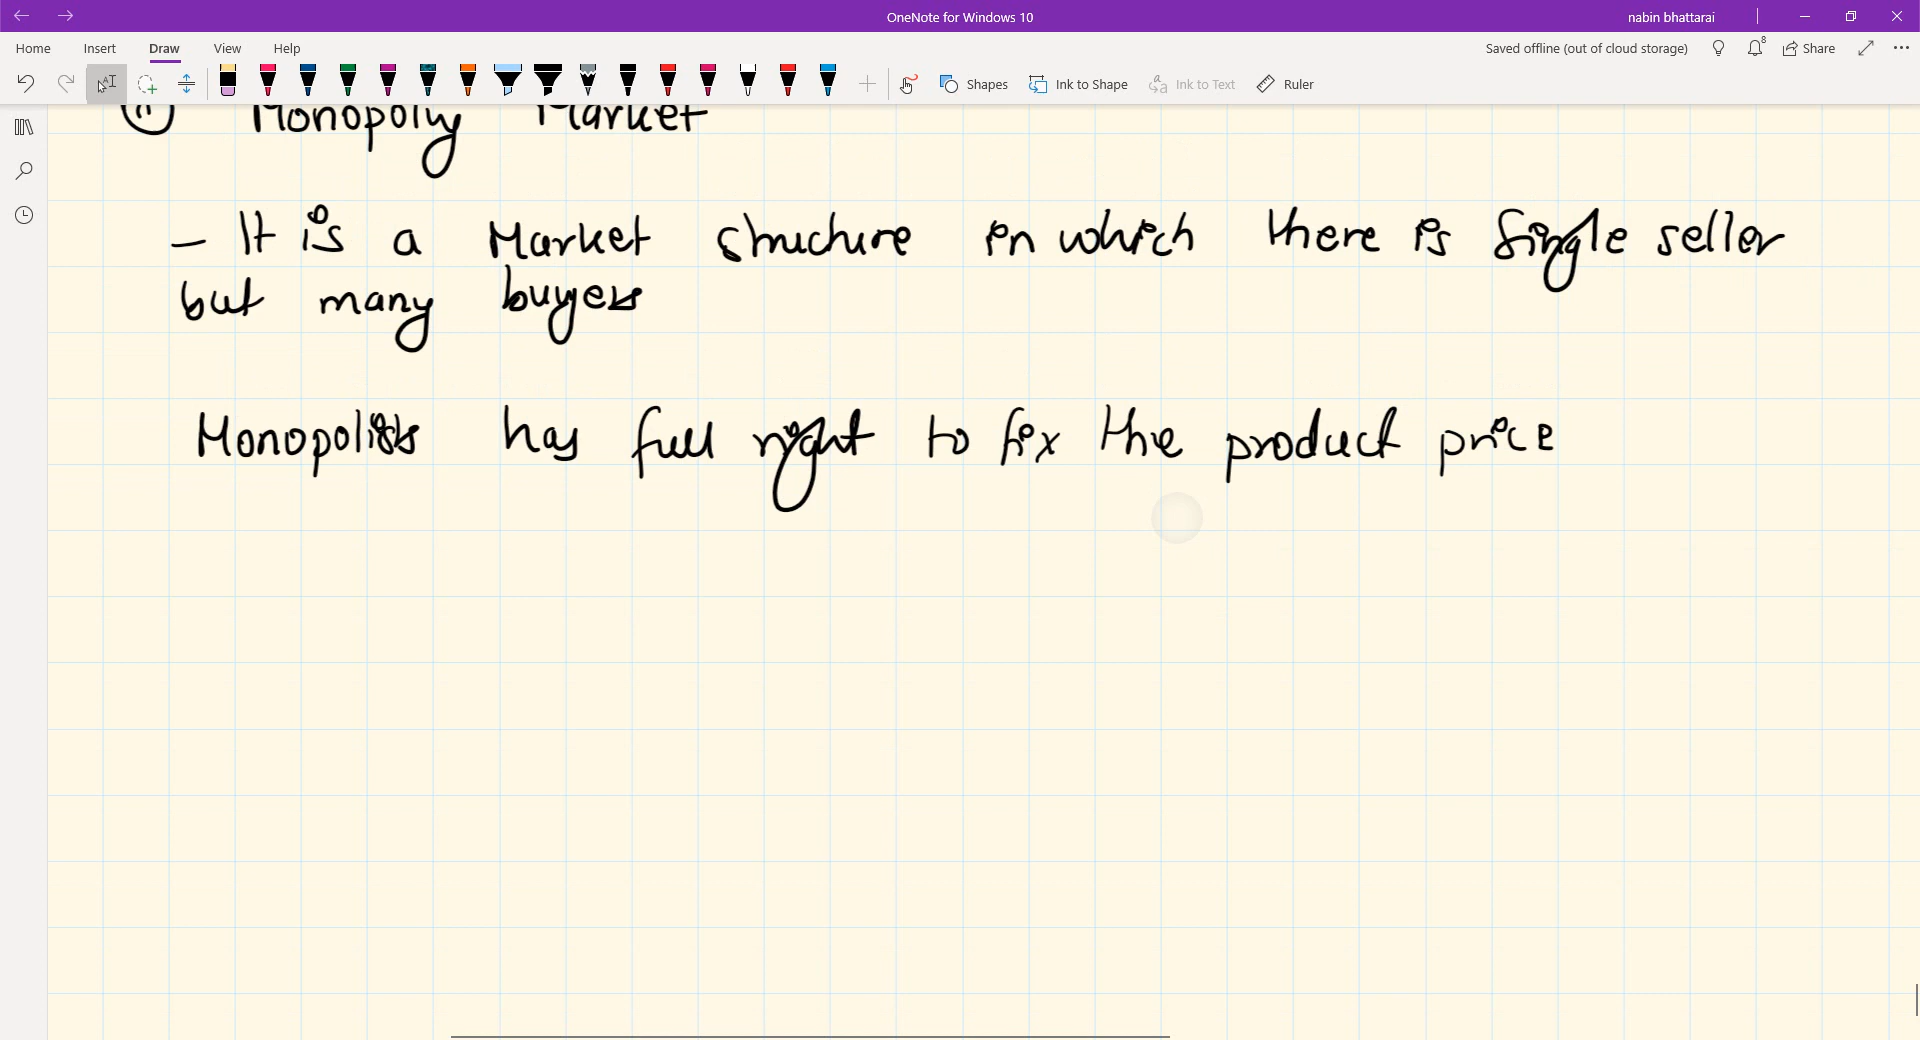 OneNote for Windows 10
nabin bhattarai
Home Insert Draw View Help
Saved offline (out of cloud storage)
8
Share
Shapes
Ink to Shape
Ink to Text
Ruler
(ii) Monopoly Market
- It is a Market structure in which there is single seller
but many buyers
Monopolists has full right to fix the product price